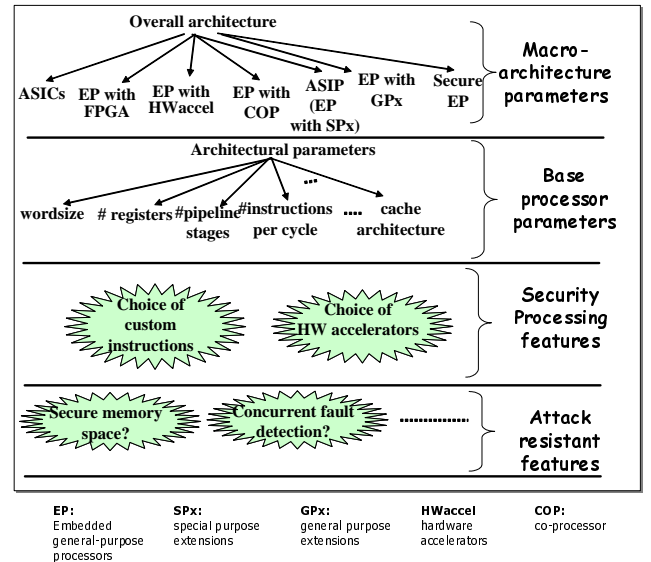 Overall architecture
ASICs
EP with
FPGA
EP with
HWaccel
EP with
COP
ASIP
(EP
with SPx)
EP with
GPx
Secure
EP
Macro-
architecture
parameters
Architectural parameters
...
wordsize
# registers
#pipeline
stages
#instructions
per cycle
....
cache
architecture
Base
processor
parameters
Choice of
custom
instructions
Choice of
HW accelerators
Security
Processing
features
Secure memory
space?
Concurrent fault
detection?
................
Attack
resistant
features
EP:
Embedded
general-purpose
processors
SPx:
special purpose
extensions
GPx:
general purpose
extensions
HWaccel
hardware
accelerators
COP:
co-processor